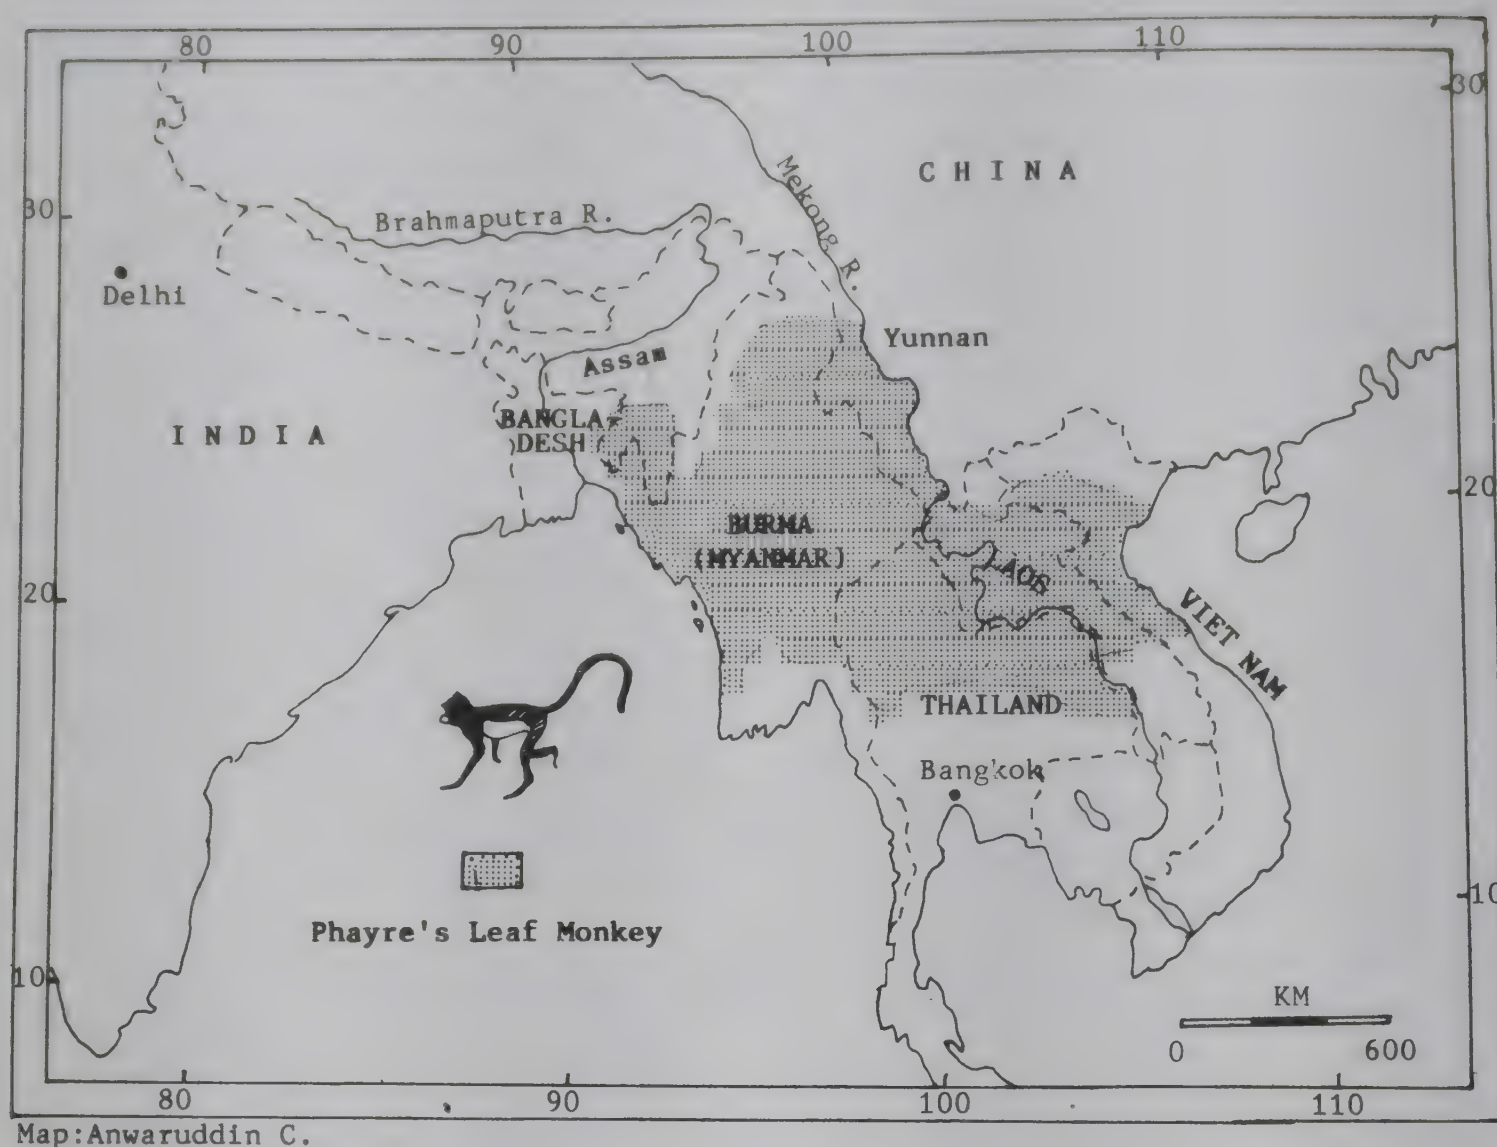 80 90 100 110
30
CHINA
Mekong R.
30
Brahmaputra R.
Delhi
Yunnan
Assam
INDIA
BANGLA-
DESH
20
BURMA
(MYANMAR)
LAOS
20
VIET NAM
THAILAND
Bangkok
10
Phayre's Leaf Monkey
10
KM
0 600
80 90 100 110
Map:Anwaruddin C.